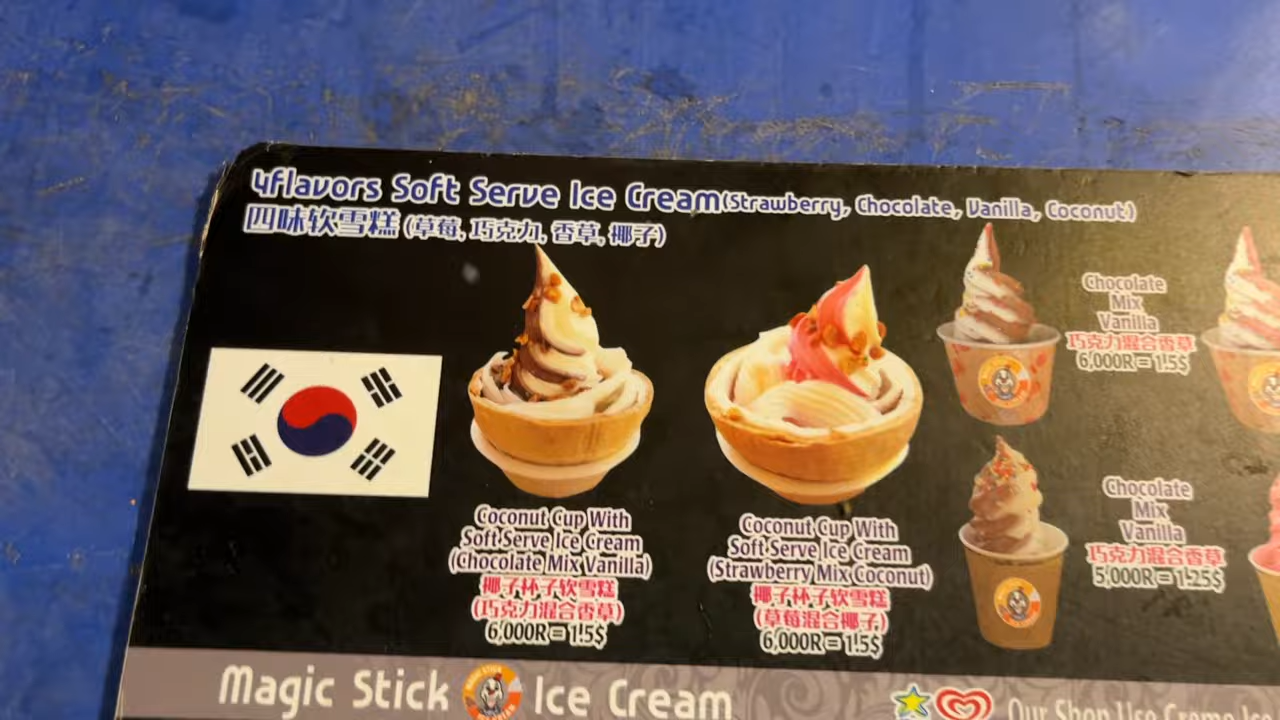 4flavors Soft Serve Ice Cream(Strawberry, Chocolate, Vanilla, Coconut)
四味软雪糕 (草莓, 巧克力, 香草, 椰子)
Coconut Cup With
Soft Serve Ice Cream
(Chocolate Mix Vanilla)
椰子杯子软雪糕
(巧克力混合香草)
6,000R = 1.5$
Coconut Cup With
Soft Serve Ice Cream
(Strawberry Mix Coconut)
椰子杯子软雪糕
(草莓混合椰子)
6,000R = 1.5$
Chocolate
Mix
Vanilla
巧克力混合香草
6,000R = 1.5$
Chocolate
Mix
Vanilla
巧克力混合香草
5,000R = 1.25$
Magic Stick Ice Cream
Our Shop Use Creamo Ice